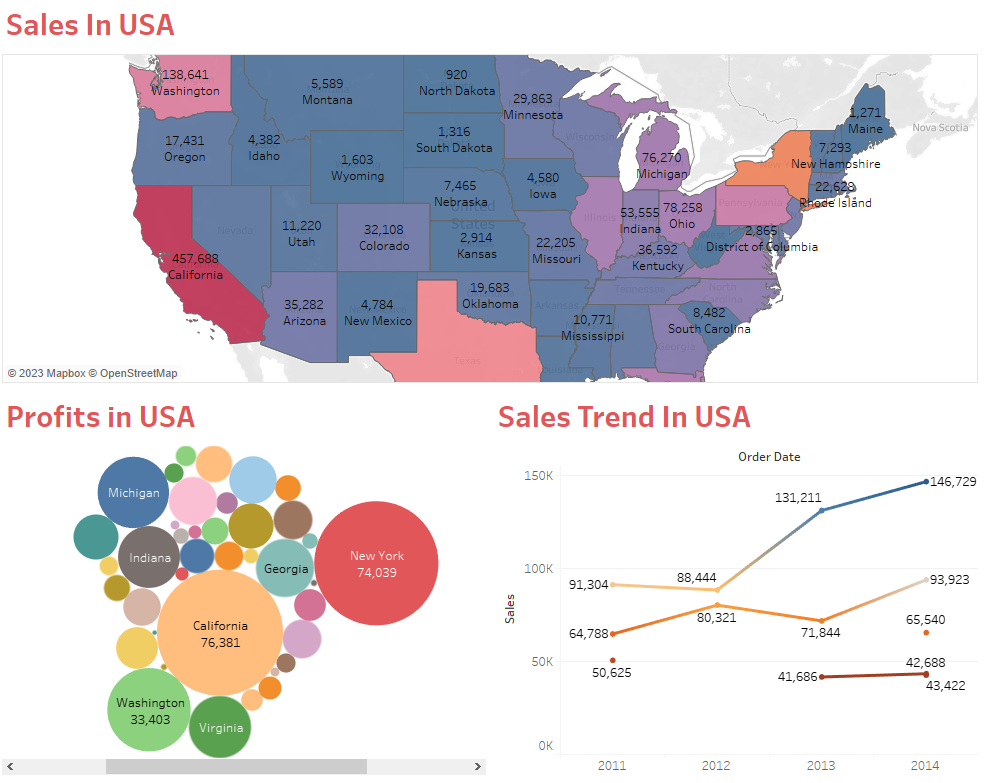 Sales In USA
138,641
Washington
5,589
Montana
920
North Dakota
29,863
Minnesota
1,271
Maine
Nova Scotia
17,431
Oregon
4,382
Idaho
1,316
South Dakota
Wisconsin
76,270
Michigan
7,293
New Hampshire
1,603
Wyoming
7,465
Nebraska
4,580
Iowa
22,628
Rhode Island
Pennsylvania
United
States
Nevada
11,220
Utah
32,108
Colorado
2,914
Kansas
22,205
Missouri
Illinois
53,555
Indiana
78,258
Ohio
2,865
District of Columbia
457,688
California
36,592
Kentucky
35,282
Arizona
4,784
New Mexico
19,683
Oklahoma
Arkansas
Tennessee
North
Carolina
10,771
Mississippi
8,482
South Carolina
Georgia
Texas
© 2023 Mapbox © OpenStreetMap
Profits in USA
Michigan
Indiana
Georgia
New York
74,039
California
76,381
Washington
33,403
Virginia
Sales Trend In USA
Order Date
150K
146,729
131,211
100K
91,304
88,444
93,923
Sales
80,321
64,788
71,844
65,540
50K
50,625
41,686
42,688
43,422
0K
2011
2012
2013
2014